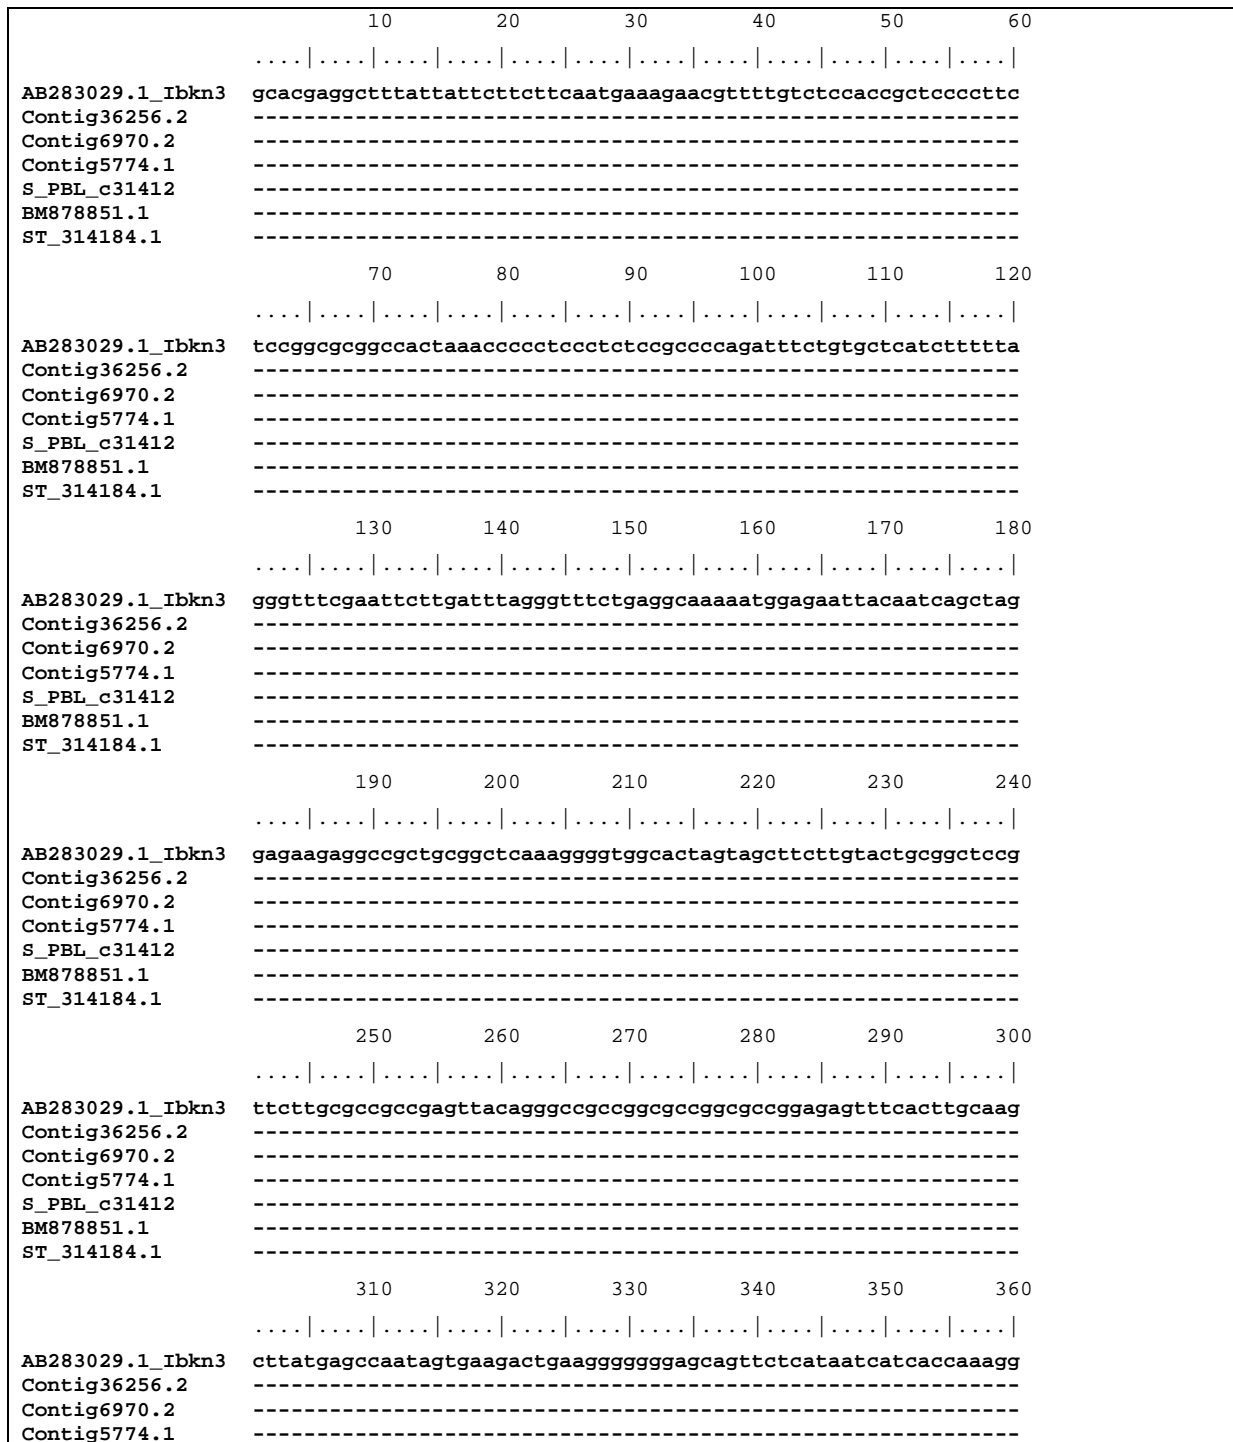 10 20 30 40 50 60
....|....|....|....|....|....|....|....|....|....|....|....|
AB283029.1_Ibkn3 gcacgaggctttattattcttcttcaatgaaagaacgttttgtctccaccgctccccttc
Contig36256.2 ------------------------------------------------------------
Contig6970.2 ------------------------------------------------------------
Contig5774.1 ------------------------------------------------------------
S_PBL_c31412 ------------------------------------------------------------
BM878851.1 ------------------------------------------------------------
ST_314184.1 ------------------------------------------------------------
70 80 90 100 110 120
....|....|....|....|....|....|....|....|....|....|....|....|
AB283029.1_Ibkn3 tccggcgcggccactaaacccccctccctctccgccccagatttctgtgctcatcttttta
Contig36256.2 ------------------------------------------------------------
Contig6970.2 ------------------------------------------------------------
Contig5774.1 ------------------------------------------------------------
S_PBL_c31412 ------------------------------------------------------------
BM878851.1 ------------------------------------------------------------
ST_314184.1 ------------------------------------------------------------
130 140 150 160 170 180
....|....|....|....|....|....|....|....|....|....|....|....|
AB283029.1_Ibkn3 gggtttcgaattcttgatttagggtttctgaggcaaaaatggagaattacaatcagctag
Contig36256.2 ------------------------------------------------------------
Contig6970.2 ------------------------------------------------------------
Contig5774.1 ------------------------------------------------------------
S_PBL_c31412 ------------------------------------------------------------
BM878851.1 ------------------------------------------------------------
ST_314184.1 ------------------------------------------------------------
190 200 210 220 230 240
....|....|....|....|....|....|....|....|....|....|....|....|
AB283029.1_Ibkn3 gagaagaggccgctgcggctcaaaggggtggcactagtagcttcttgtactgcggctccg
Contig36256.2 ------------------------------------------------------------
Contig6970.2 ------------------------------------------------------------
Contig5774.1 ------------------------------------------------------------
S_PBL_c31412 ------------------------------------------------------------
BM878851.1 ------------------------------------------------------------
ST_314184.1 ------------------------------------------------------------
250 260 270 280 290 300
....|....|....|....|....|....|....|....|....|....|....|....|
AB283029.1_Ibkn3 ttcttgcgccgccgagttacagggccgccggcgccggcgccggagagtttcacttgcaag
Contig36256.2 ------------------------------------------------------------
Contig6970.2 ------------------------------------------------------------
Contig5774.1 ------------------------------------------------------------
S_PBL_c31412 ------------------------------------------------------------
BM878851.1 ------------------------------------------------------------
ST_314184.1 ------------------------------------------------------------
310 320 330 340 350 360
....|....|....|....|....|....|....|....|....|....|....|....|
AB283029.1_Ibkn3 cttatgagccaatagtgaagactgaagggggggagcagttctcataatcatcaccaaagg
Contig36256.2 ------------------------------------------------------------
Contig6970.2 ------------------------------------------------------------
Contig5774.1 ------------------------------------------------------------